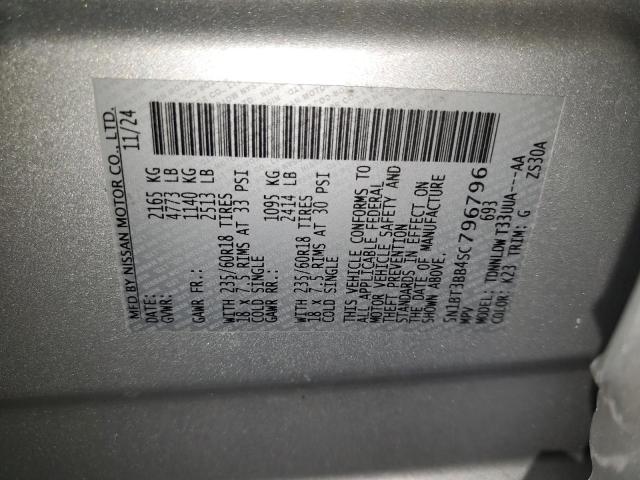 MFD BY NISSAN MOTOR CO., LTD.
DATE: 11/24
GVWR: 2165 KG
4773 LB
GAWR FR: 1140 KG
2513 LB
WITH 235/60R18 TIRES
18 x 7.5 RIMS AT 33 PSI
COLD SINGLE
1095 KG
2414 LB
WITH 235/60R18 TIRES
18 x 7.5 RIMS AT 30 PSI
COLD SINGLE
THIS VEHICLE CONFORMS TO
ALL APPLICABLE FEDERAL
MOTOR VEHICLE SAFETY AND
THEFT PREVENTION
STANDARDS IN EFFECT ON
THE DATE OF MANUFACTURE
SHOWN ABOVE.
5N1BT3BB4SC796796
MPV 693
MODEL: TDNNLDWT33UUA----AA
COLOR: K23 TRIM: G ZS30A